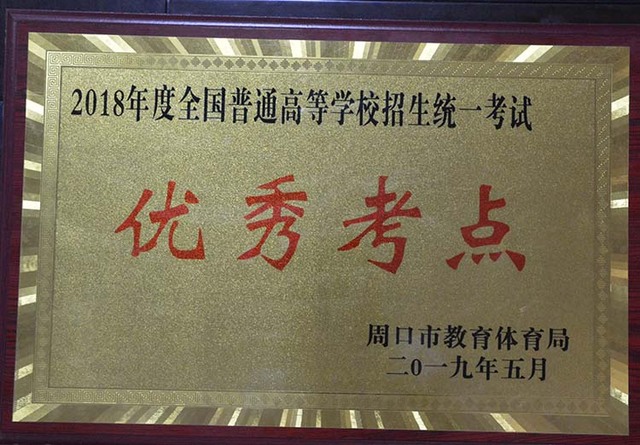 2018年度全国普通高等学校招生统一考试
优秀考点
周口市教育体育局
二0一九年五月